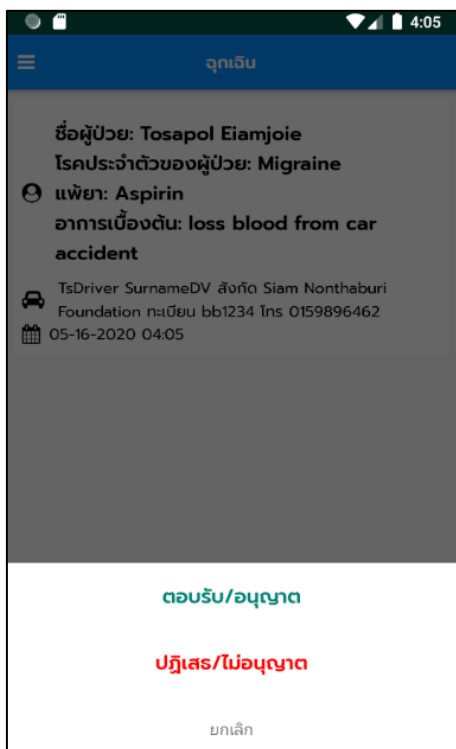 4:05
ฉุกเฉิน
ชื่อผู้ป่วย: Tosapol Eiamjoie
โรคประจำตัวของผู้ป่วย: Migraine
แพ้ยา: Aspirin
อาการเบื้องต้น: loss blood from car
accident
TsDriver SurnameDV สังกัด Siam Nonthaburi
Foundation ทะเบียน bb1234 โทร 0159896462
05-16-2020 04:05
ตอบรับ/อนุญาต
ปฏิเสธ/ไม่อนุญาต
ยกเลิก